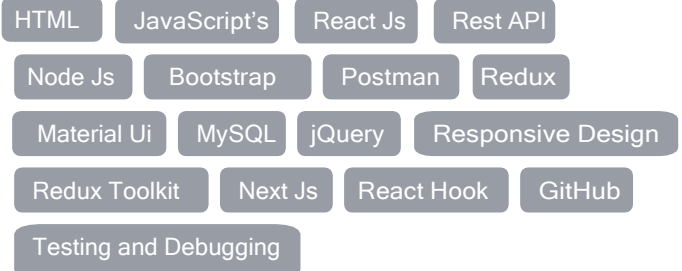 HTML JavaScript's React Js Rest API
Node Js Bootstrap Postman Redux
Material Ui MySQL jQuery Responsive Design
Redux Toolkit Next Js React Hook GitHub
Testing and Debugging